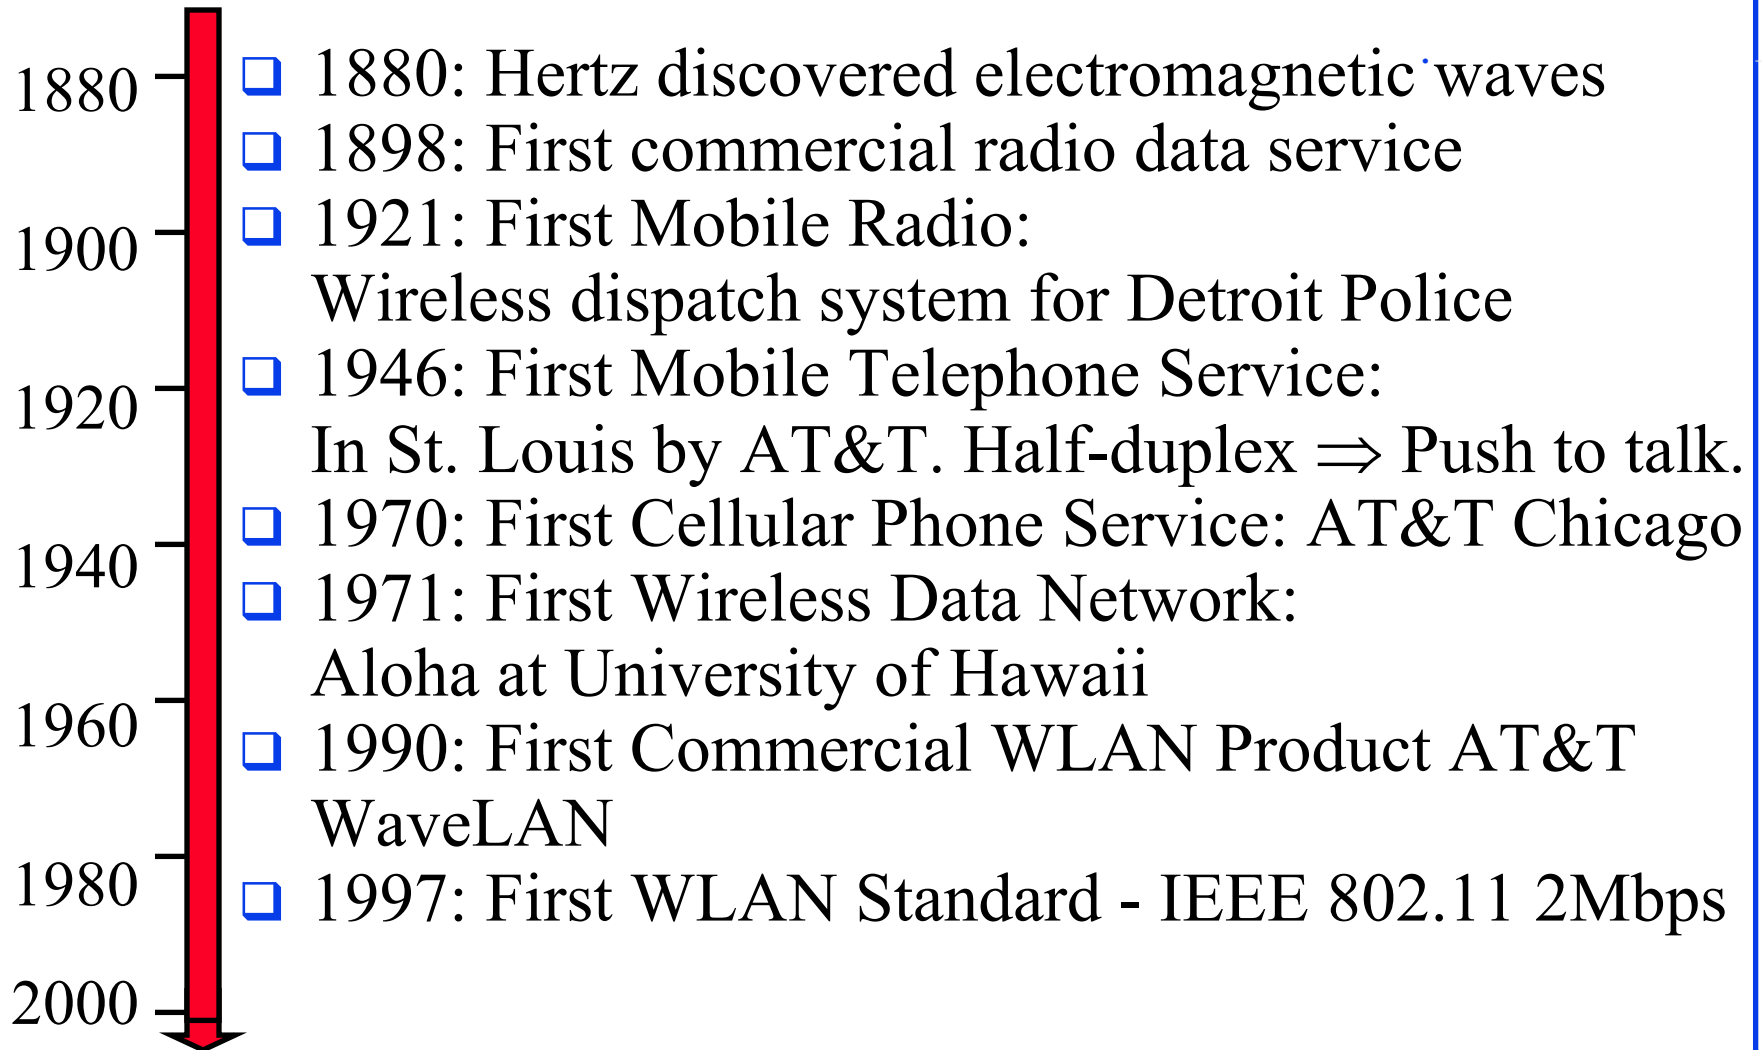 1880
1900
1920
1940
1960
1980
2000
1880: Hertz discovered electromagnetic waves
1898: First commercial radio data service
1921: First Mobile Radio:
Wireless dispatch system for Detroit Police
1946: First Mobile Telephone Service:
In St. Louis by AT&T. Half-duplex ⇒ Push to talk.
1970: First Cellular Phone Service: AT&T Chicago
1971: First Wireless Data Network:
Aloha at University of Hawaii
1990: First Commercial WLAN Product AT&T
WaveLAN
1997: First WLAN Standard - IEEE 802.11 2Mbps